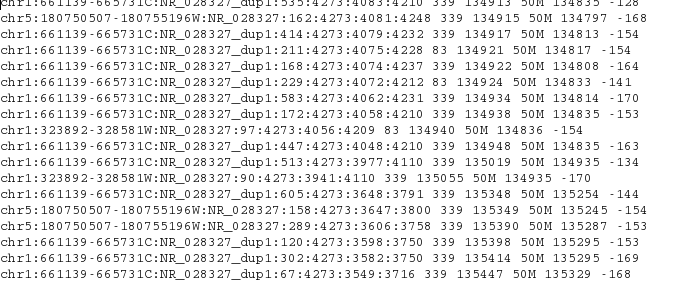 chr1:661139-665731C:NR_028327_dup1:535:4273:4083:4210 339 134913 50M 134835 -128
chr5:180750507-180755196W:NR_028327:162:4273:4081:4248 339 134915 50M 134797 -168
chr1:661139-665731C:NR_028327_dup1:414:4273:4079:4232 339 134917 50M 134813 -154
chr1:661139-665731C:NR_028327_dup1:211:4273:4075:4228 83 134921 50M 134817 -154
chr1:661139-665731C:NR_028327_dup1:168:4273:4074:4237 339 134922 50M 134808 -164
chr1:661139-665731C:NR_028327_dup1:229:4273:4072:4212 83 134924 50M 134833 -141
chr1:661139-665731C:NR_028327_dup1:583:4273:4062:4231 339 134934 50M 134814 -170
chr1:661139-665731C:NR_028327_dup1:172:4273:4058:4210 339 134938 50M 134835 -153
chr1:323892-328581W:NR_028327:97:4273:4056:4209 83 134940 50M 134836 -154
chr1:661139-665731C:NR_028327_dup1:447:4273:4048:4210 339 134948 50M 134835 -163
chr1:661139-665731C:NR_028327_dup1:513:4273:3977:4110 339 135019 50M 134935 -134
chr1:323892-328581W:NR_028327:90:4273:3941:4110 339 135055 50M 134935 -170
chr1:661139-665731C:NR_028327_dup1:605:4273:3648:3791 339 135348 50M 135254 -144
chr5:180750507-180755196W:NR_028327:158:4273:3647:3800 339 135349 50M 135245 -154
chr5:180750507-180755196W:NR_028327:289:4273:3606:3758 339 135390 50M 135287 -153
chr1:661139-665731C:NR_028327_dup1:120:4273:3598:3750 339 135398 50M 135295 -153
chr1:661139-665731C:NR_028327_dup1:302:4273:3582:3750 339 135414 50M 135295 -169
chr1:661139-665731C:NR_028327_dup1:67:4273:3549:3716 339 135447 50M 135329 -168